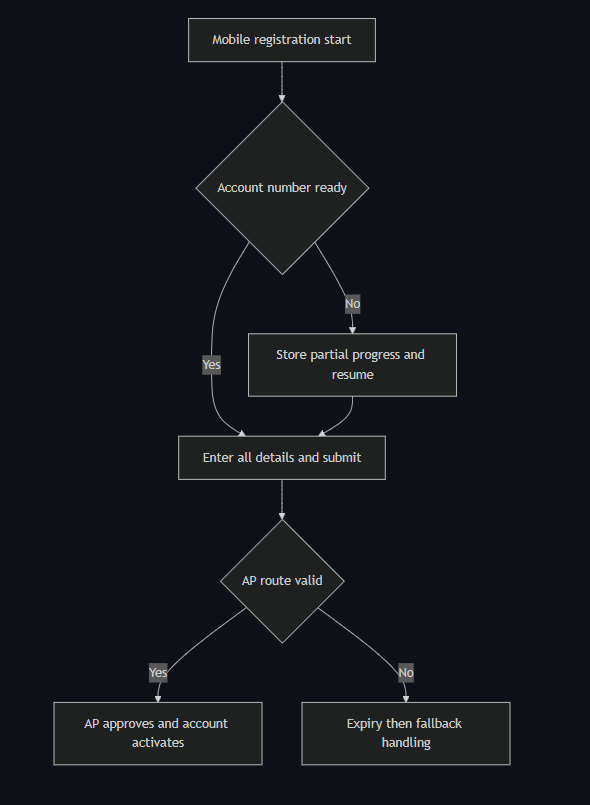 Mobile registration start
Account number ready
No
Store partial progress and
resume
Yes
Enter all details and submit
AP route valid
Yes
No
AP approves and account
activates
Expiry then fallback
handling